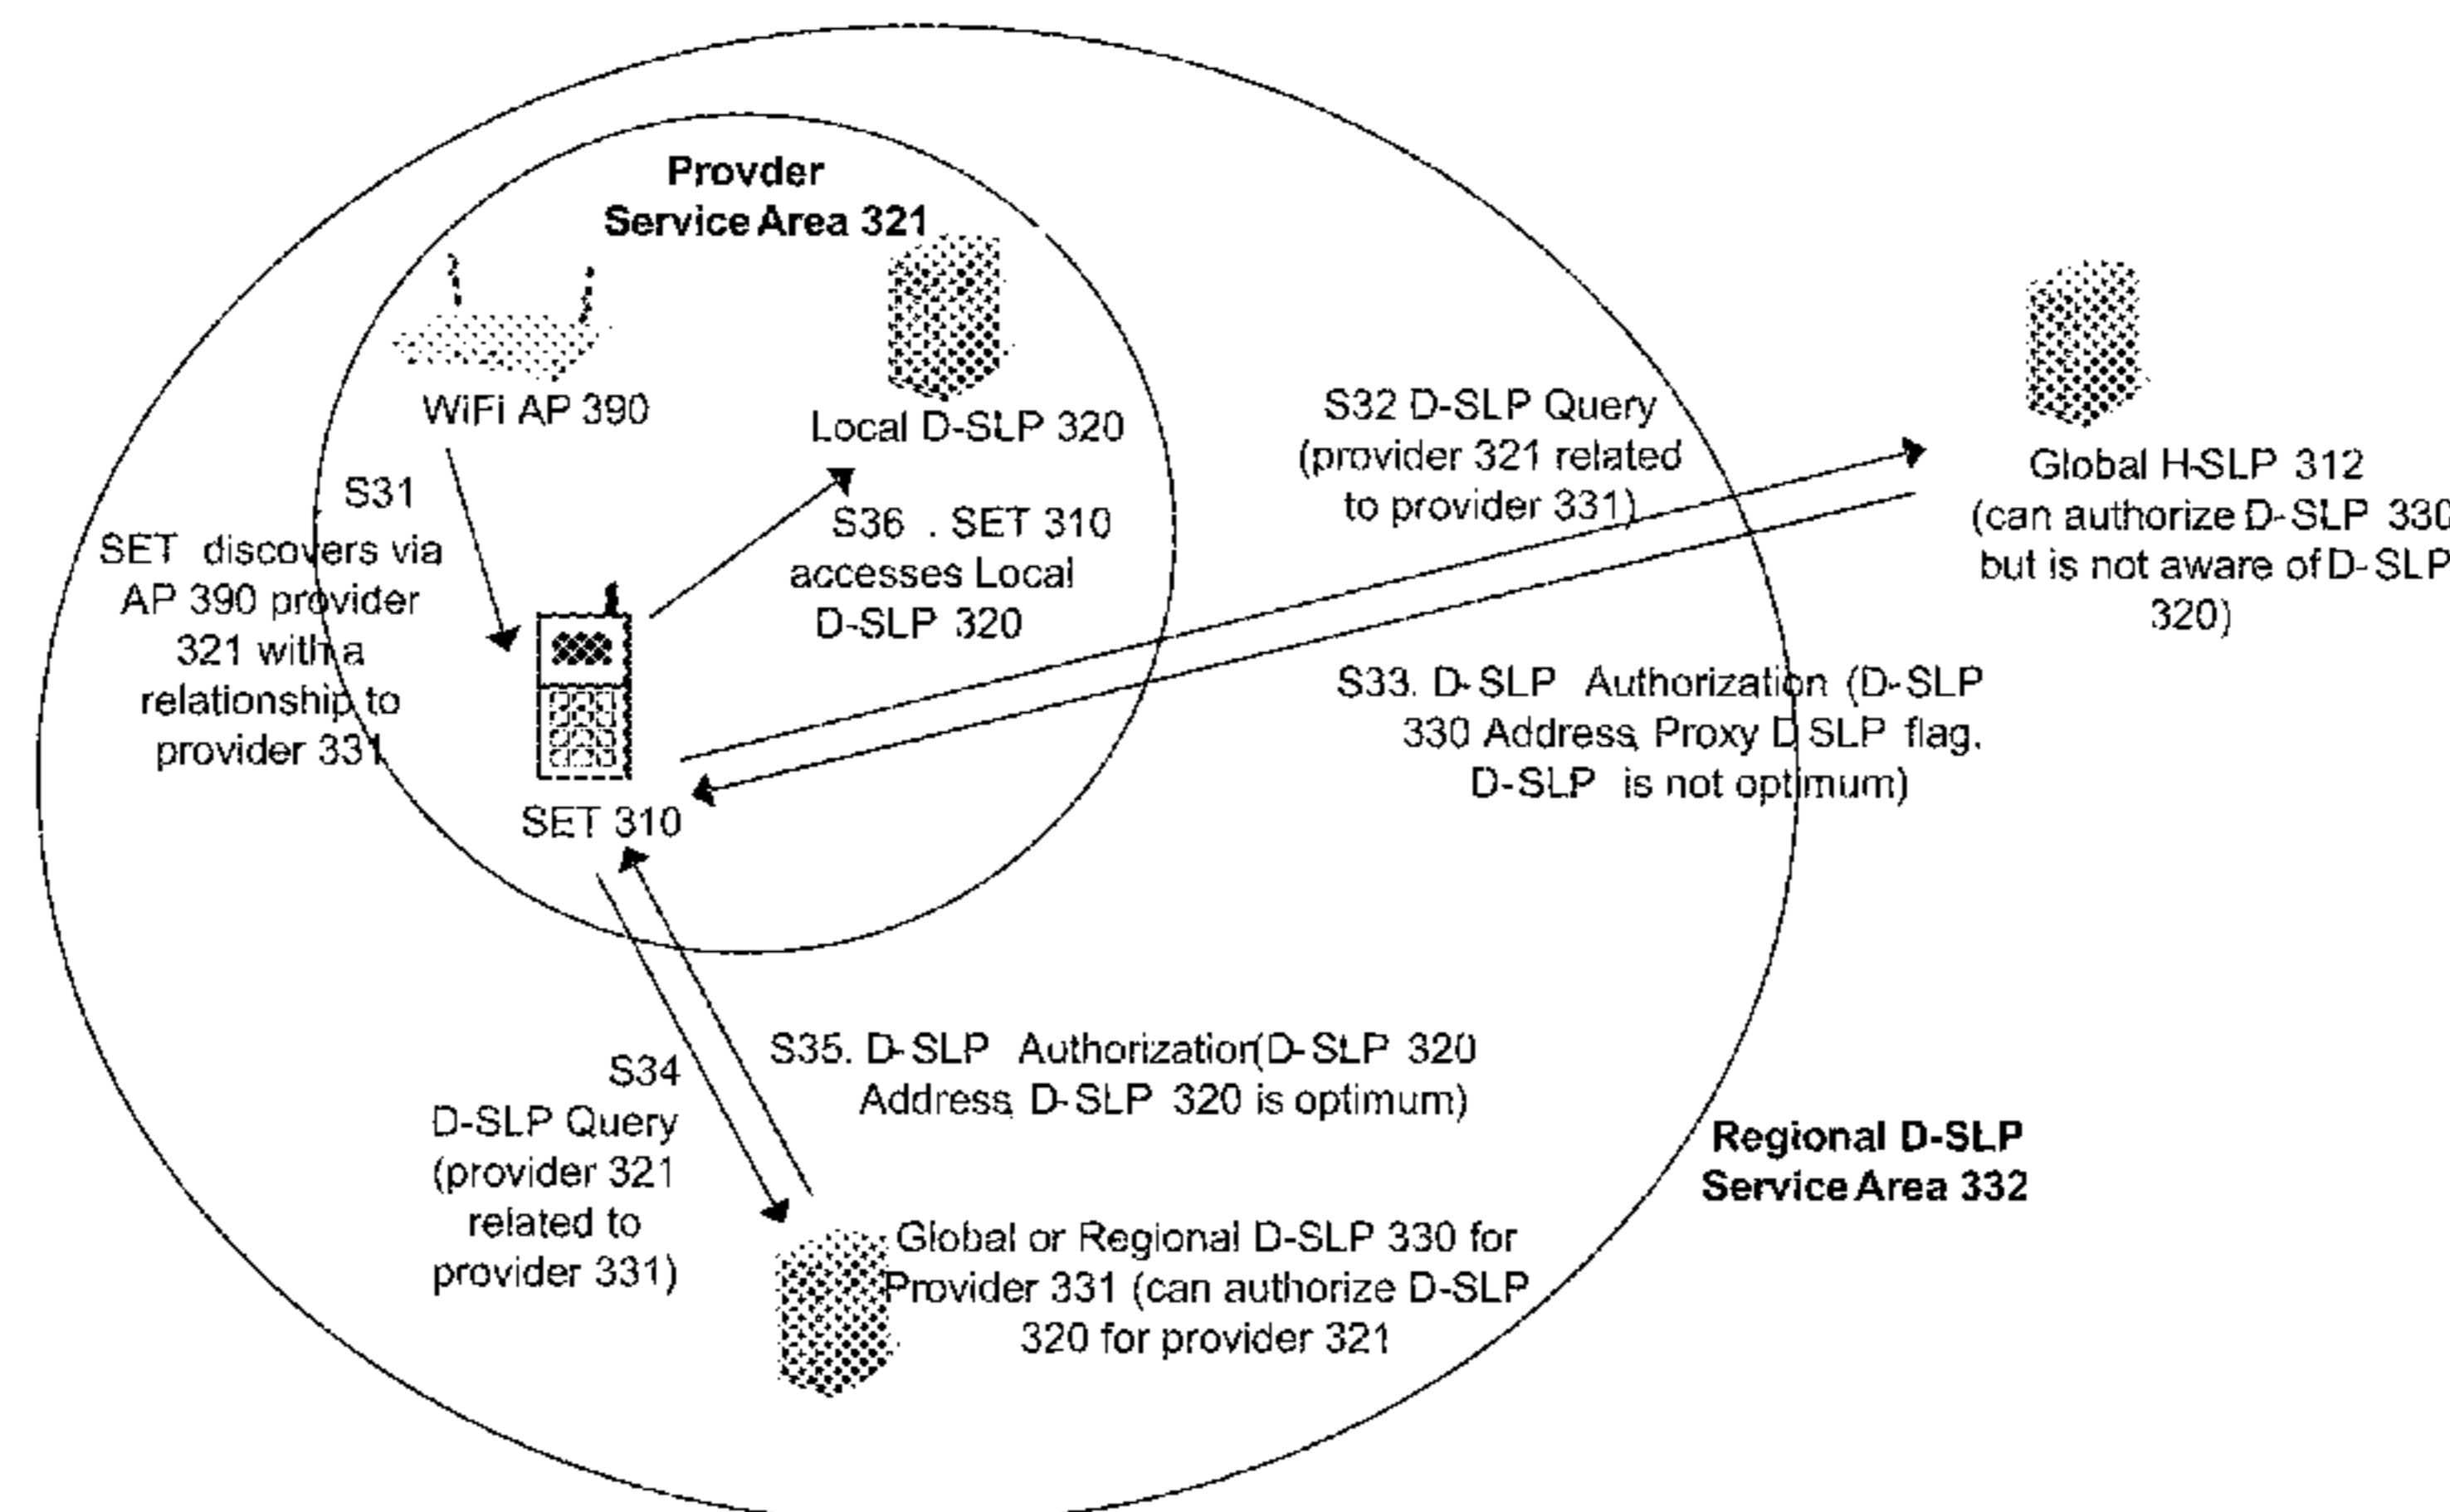 Provder
Service Area 321
WiFi AP 390
Local D-SLP 320
S31
SET discovers via
AP 390 provider
321 with a
relationship to
provider 331
S36 . SET 310
accesses Local
D-SLP 320
SET 310
S32 D-SLP Query
(provider 321 related
to provider 331)
Global H-SLP 312
(can authorize D-SLP 330
but is not aware of D-SLP
320)
S33. D-SLP Authorization (D-SLP
330 Address, Proxy D SLP flag,
D-SLP is not optimum)
S34
D-SLP Query
(provider 321
related to
provider 331)
S35. D-SLP Authorization(D-SLP 320
Address, D-SLP 320 is optimum)
Regional D-SLP
Service Area 332
Global or Regional D-SLP 330 for
Provider 331 (can authorize D-SLP
320 for provider 321